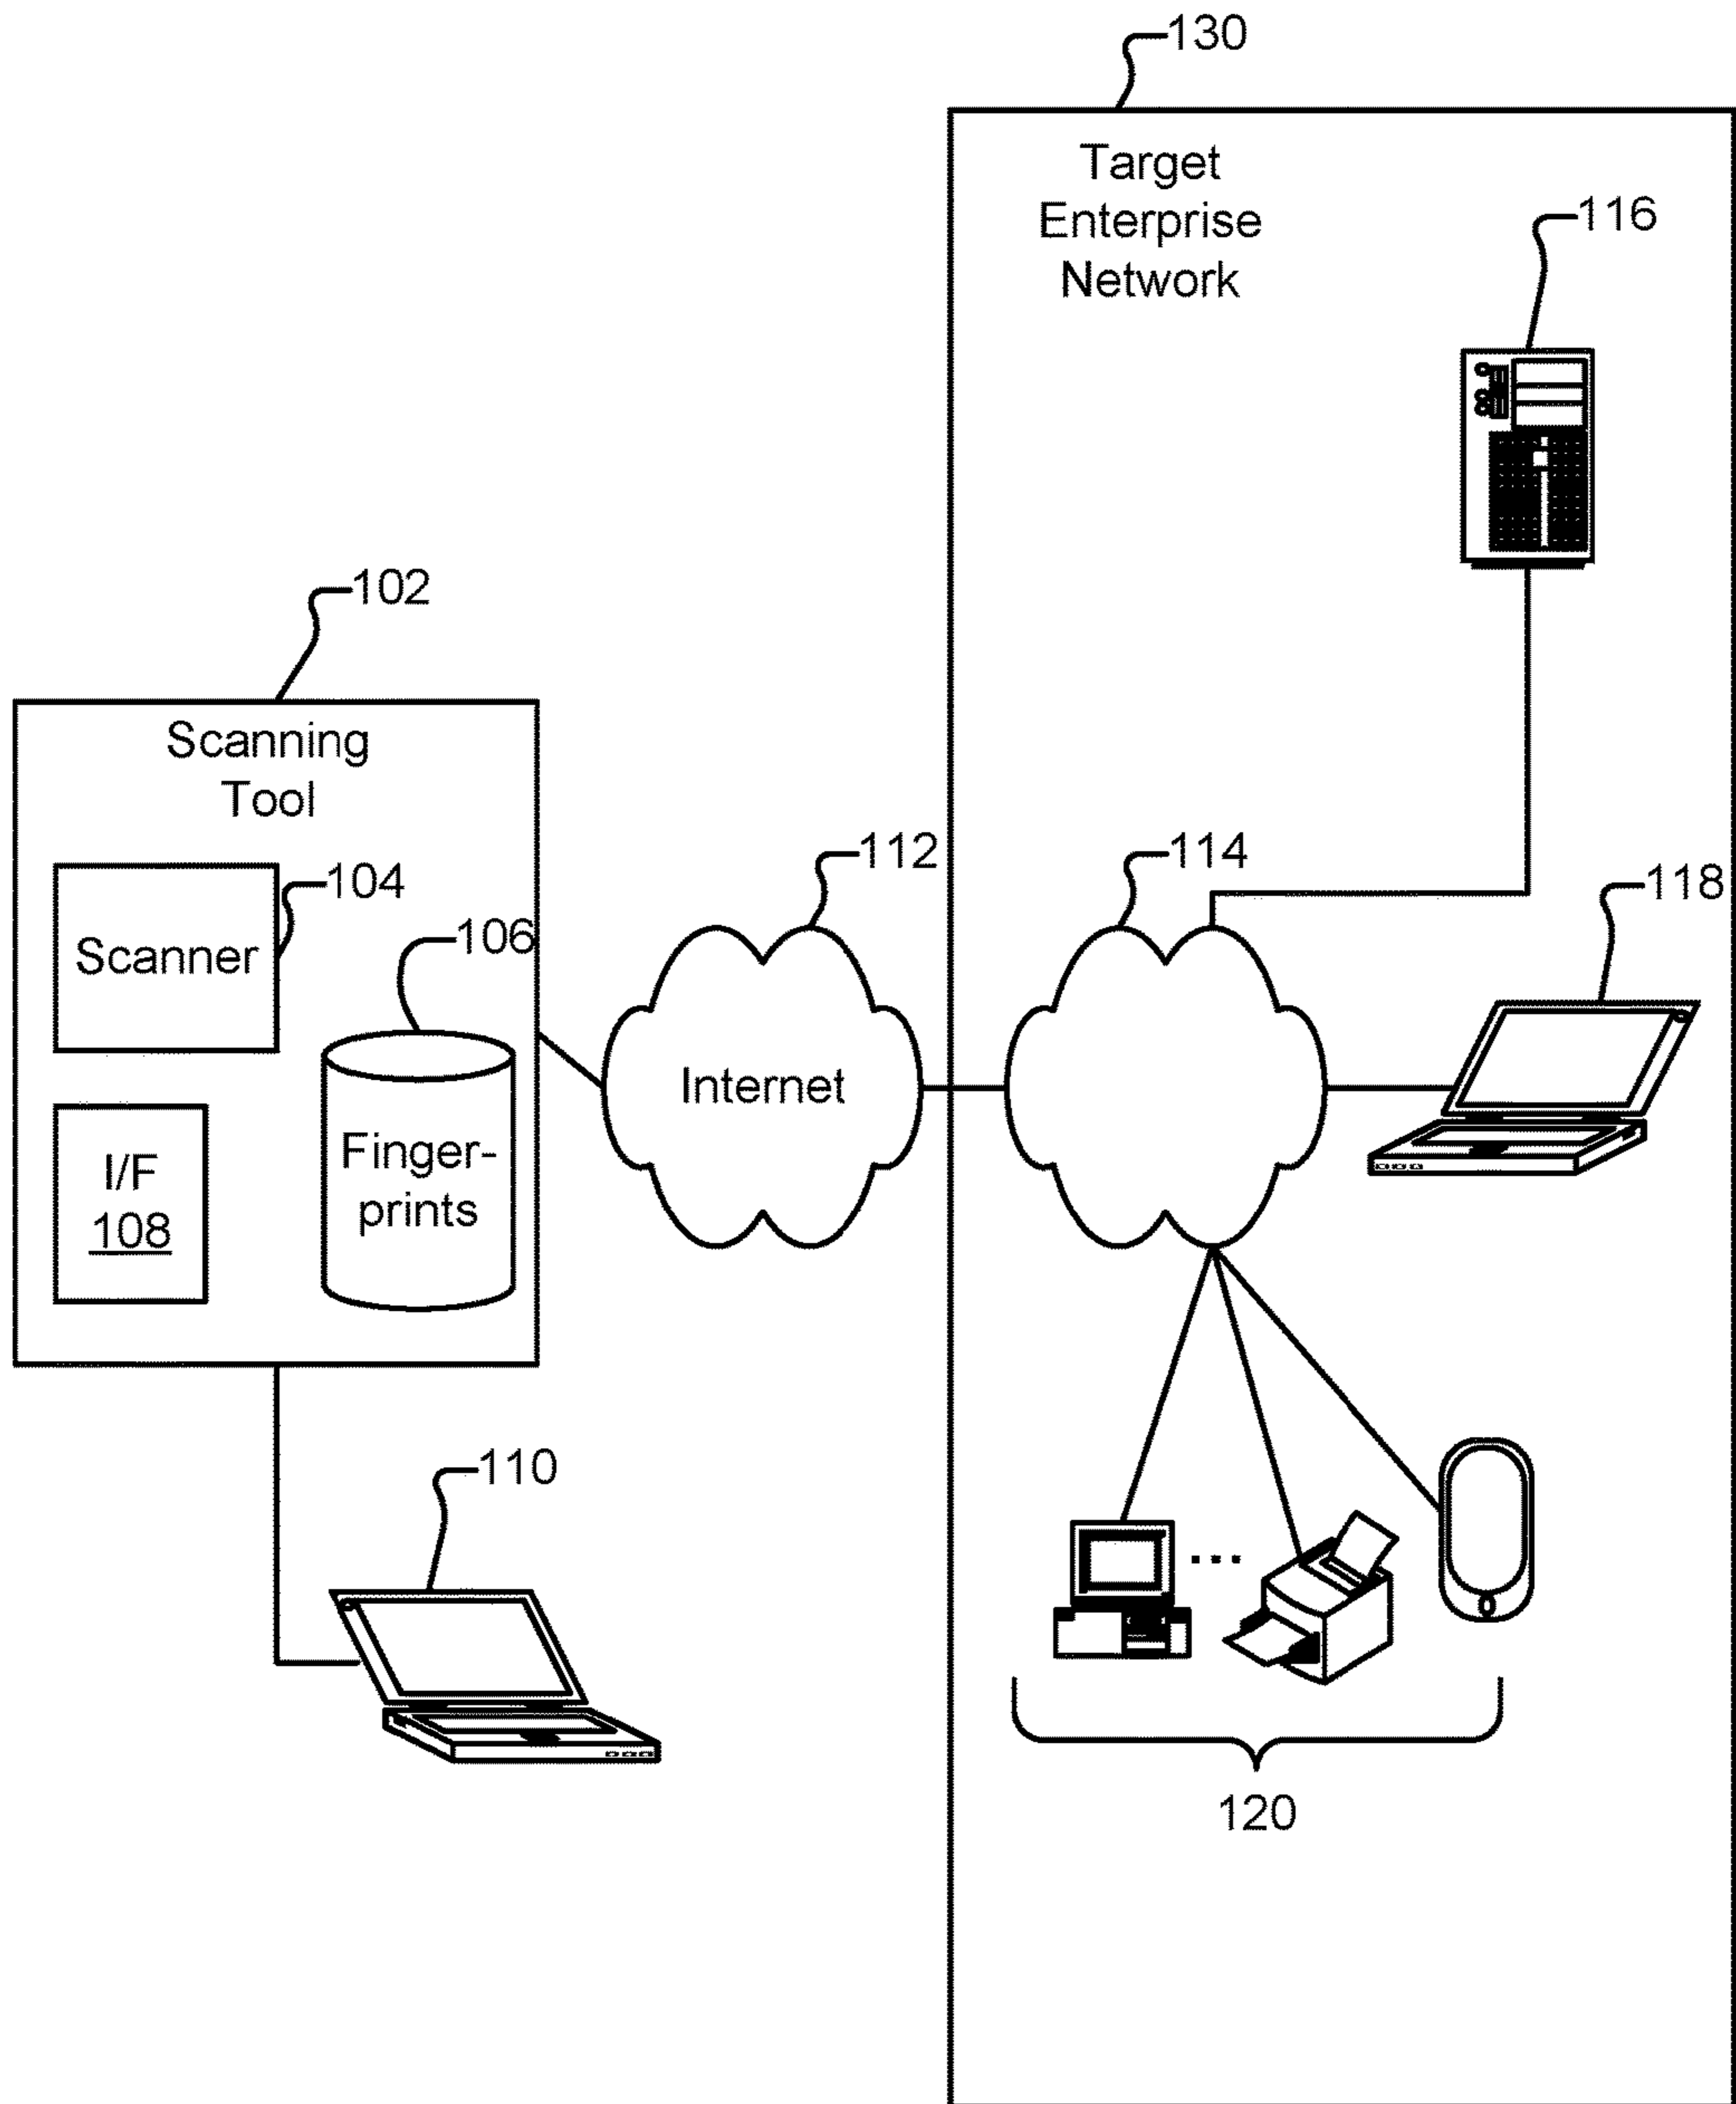 130
Target
Enterprise
Network
116
102
Scanning
Tool
112
114
104
118
Scanner
106
Internet
Finger-
prints
I/F
108
110
...
120